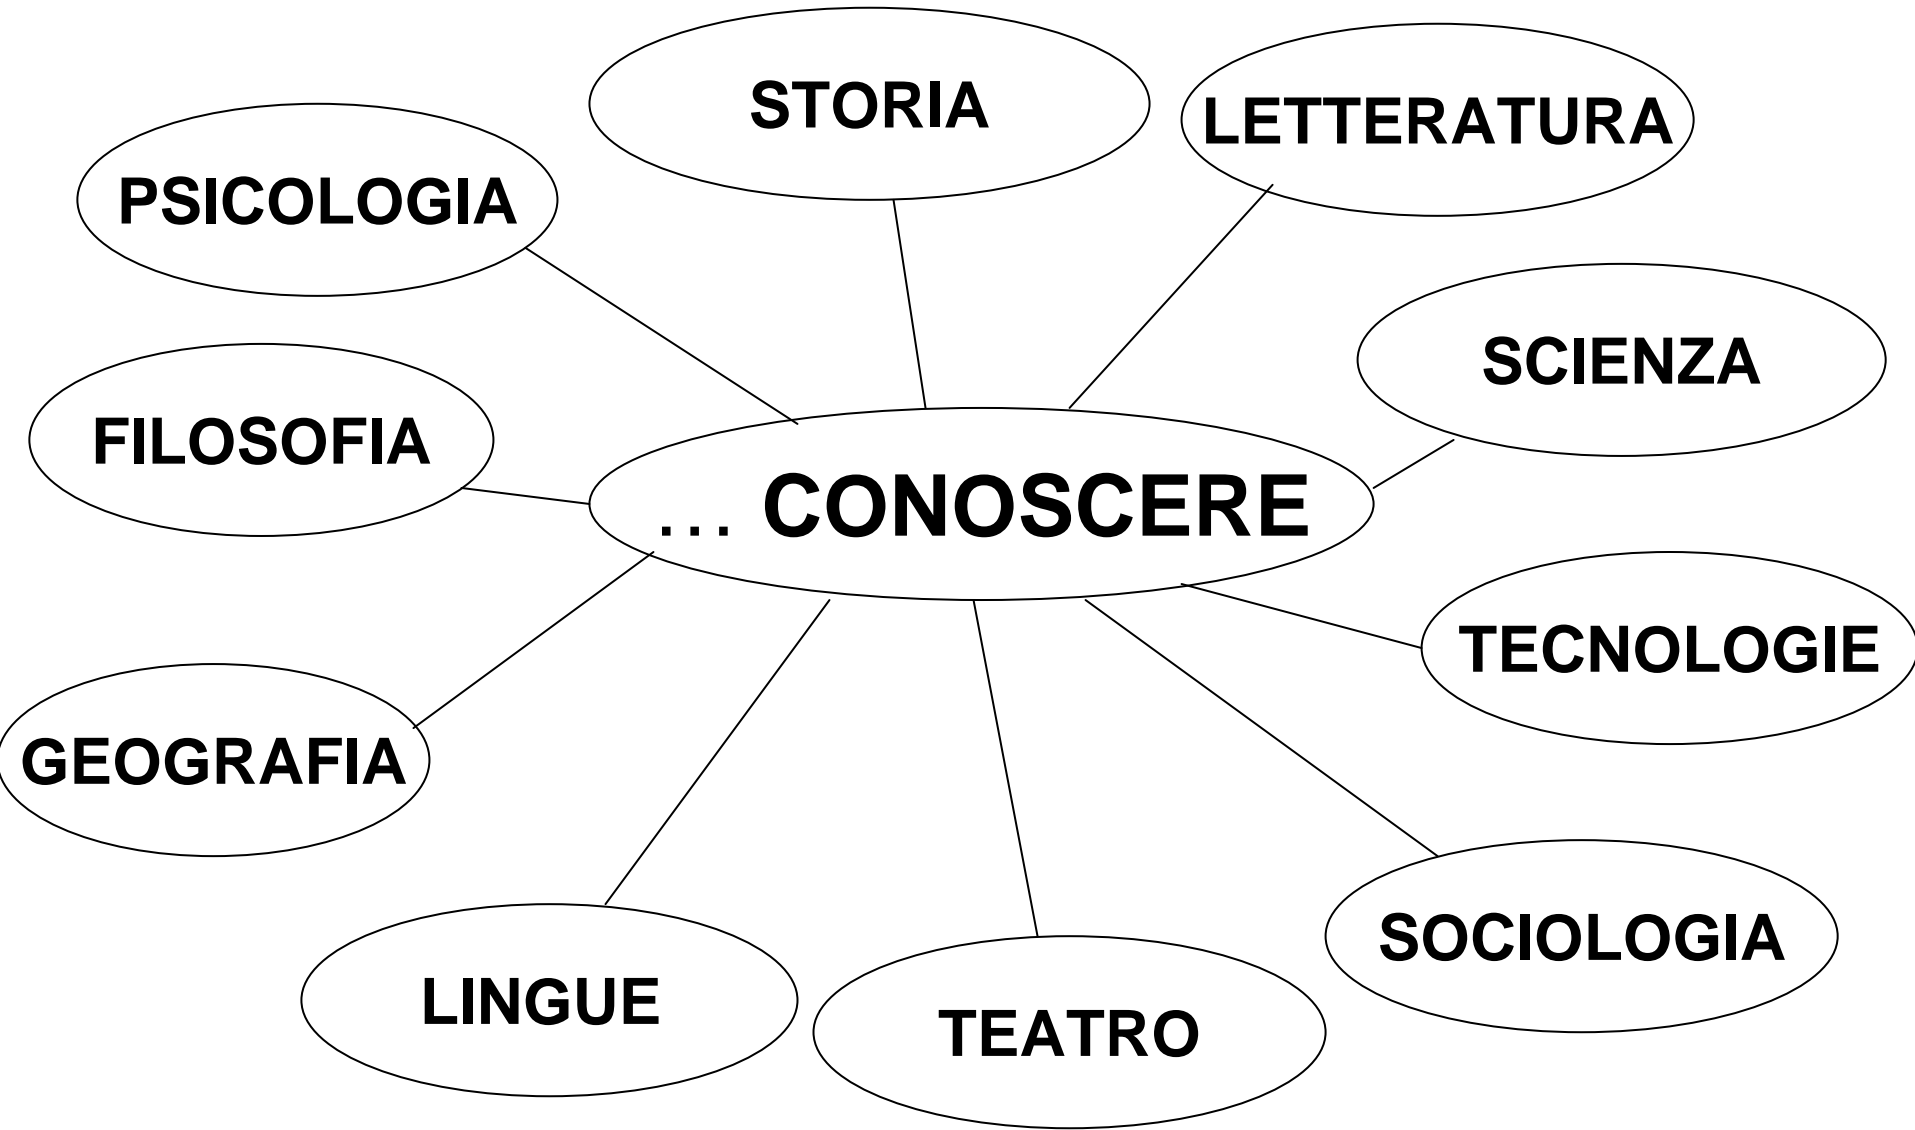 STORIA
LETTERATURA
PSICOLOGIA
SCIENZA
FILOSOFIA
... CONOSCERE
TECNOLOGIE
GEOGRAFIA
SOCIOLOGIA
LINGUE
TEATRO